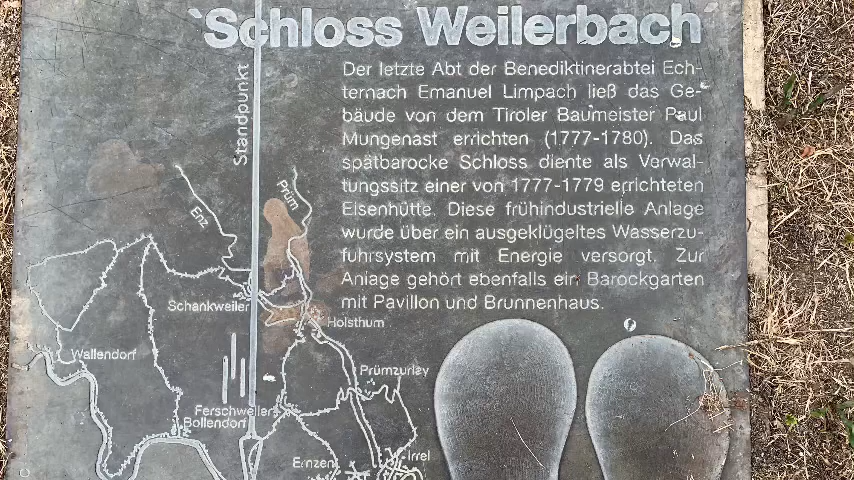 Schloss Weilerbach
Der letzte Abt der Benediktinerabtei Ech-
ternach Emanuel Limpach ließ das Ge-
bäude von dem Tiroler Baumeister Paul
Mungenast errichten (1777-1780). Das
spätbarocke Schloss diente als Verwal-
tungssitz einer von 1777-1779 errichteten
Eisenhütte. Diese frühindustrielle Anlage
wurde über ein ausgeklügeltes Wasserzu-
fuhrsystem mit Energie versorgt. Zur
Anlage gehört ebenfalls ein Barockgarten
mit Pavillon und Brunnenhaus.
Standpunkt
Enz
Prüm
Schankweiler
Holsthum
Wallendorf
Prümzurlay
Ferschweiler
Bollendorf
Ernzen
Irrel